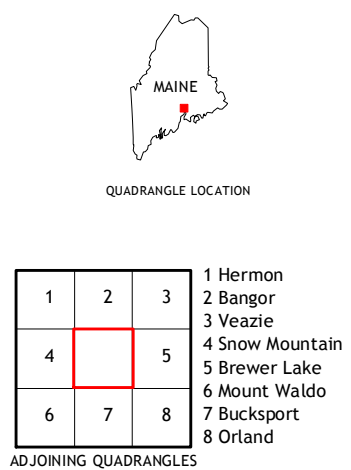 MAINE
QUADRANGLE LOCATION
1 2 3
4 5
6 7 8
1 Hermon
2 Bangor
3 Veazie
4 Snow Mountain
5 Brewer Lake
6 Mount Waldo
7 Bucksport
8 Orland
ADJOINING QUADRANGLES